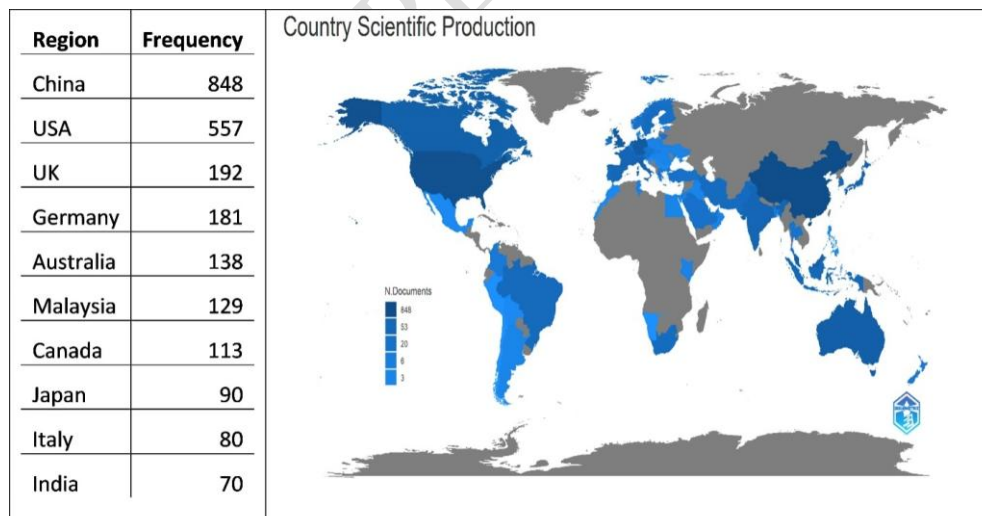 Region Frequency
China 848
USA 557
UK 192
Germany 181
Australia 138
Malaysia 129
Canada 113
Japan 90
Italy 80
India 70
Country Scientific Production
N.Documents
848
53
20
6
3